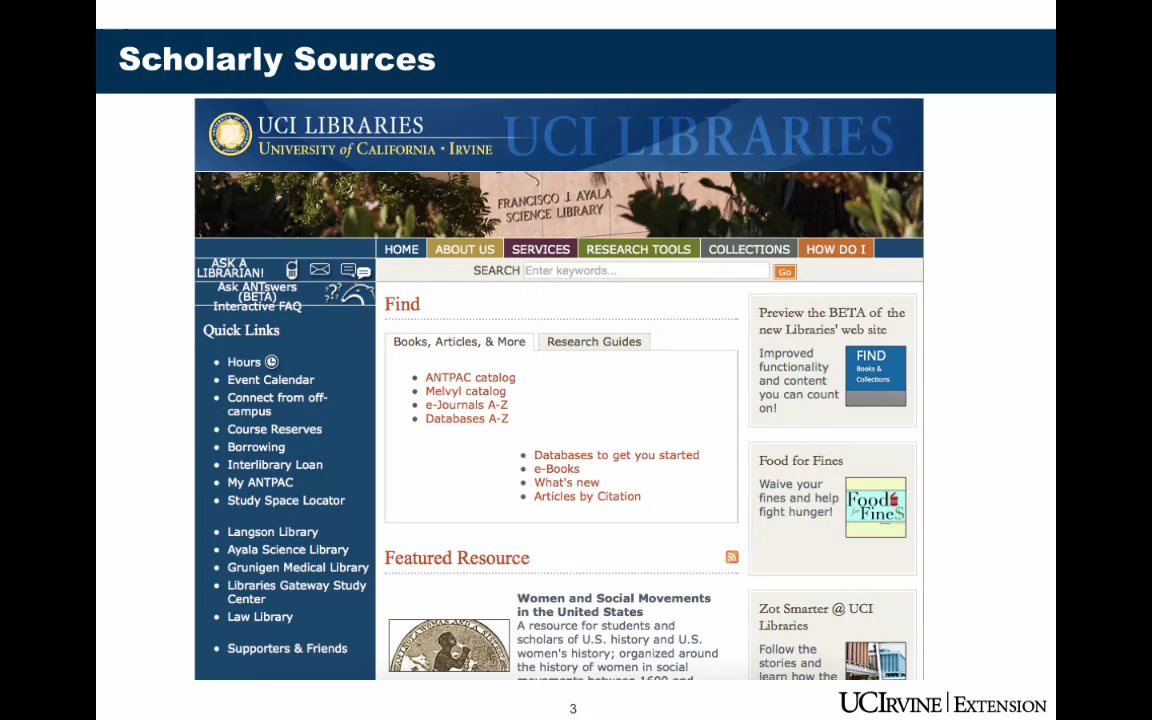 Scholarly Sources
UCI LIBRARIES
UNIVERSITY of CALIFORNIA • IRVINE
UCI LIBRARIES
FRANCISCO J. AYALA
SCIENCE LIBRARY
HOME
ABOUT US
SERVICES
RESEARCH TOOLS
COLLECTIONS
HOW DO I
SEARCH
Enter keywords...
Go
ASK A
LIBRARIAN!
Ask ANTswers
(BETA)
Interactive FAQ
Quick Links
Hours
Event Calendar
Connect from off-
campus
Course Reserves
Borrowing
Interlibrary Loan
My ANTPAC
Study Space Locator
Langson Library
Ayala Science Library
Grunigen Medical Library
Libraries Gateway Study
Center
Law Library
Supporters & Friends
Find
Books, Articles, & More
Research Guides
ANTPAC catalog
Melvyl catalog
e-Journals A-Z
Databases A-Z
Databases to get you started
e-Books
What's new
Articles by Citation
Featured Resource
Women and Social Movements
in the United States
A resource for students and
scholars of U.S. history and U.S.
women's history; organized around
the history of women in social
movements between 1600 and
Preview the BETA of the
new Libraries' web site
Improved
functionality
and content
you can count
on!
FIND
Books &
Collections
Food for Fines
Waive your
fines and help
fight hunger!
Food
for Fine$
Zot Smarter @ UCI
Libraries
Follow the
stories and
learn how the
UCIRVINE | EXTENSION
3